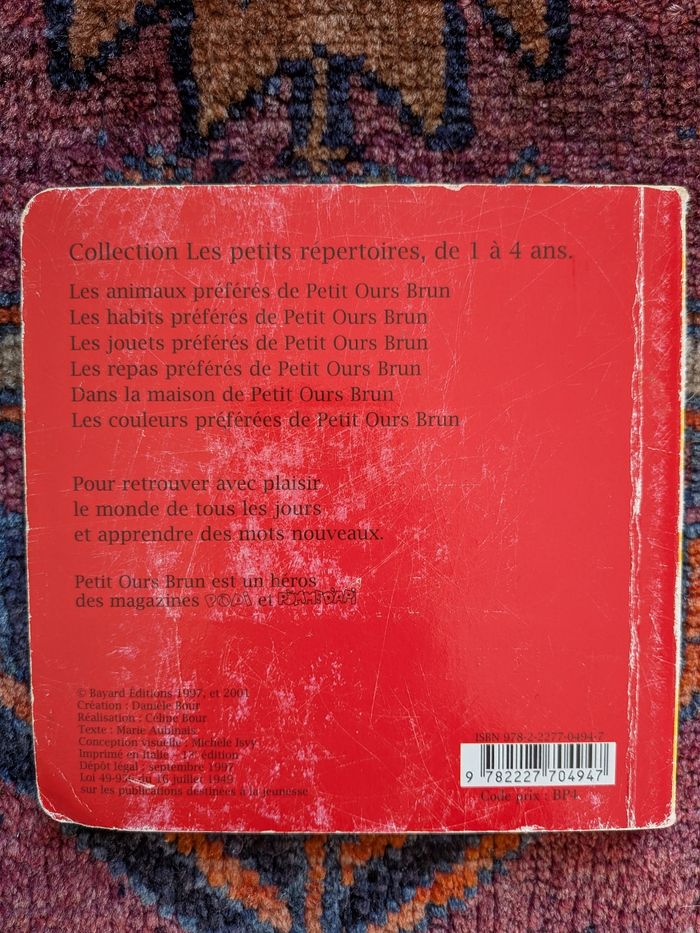 Collection Les petits répertoires, de 1 à 4 ans.
Les animaux préférés de Petit Ours Brun
Les habits préférés de Petit Ours Brun
Les jouets préférés de Petit Ours Brun
Les repas préférés de Petit Ours Brun
Dans la maison de Petit Ours Brun
Les couleurs préférées de Petit Ours Brun
Pour retrouver avec plaisir
le monde de tous les jours
et apprendre des mots nouveaux.
Petit Ours Brun est un héros
des magazines POPI et POMME D'API
© Bayard Éditions 1997, et 2001
Création : Danièle Bour
Réalisation : Céline Bour
Texte : Marie Aubinais
Conception visuelle : Michèle Isvy
Imprimé en Italie - édition
Dépôt légal : septembre 1997
Loi 49-956 du 16 juillet 1949
sur les publications destinées à la jeunesse
ISBN 978-2-2277-0494-7
9 782227 704947
Code prix : BP4